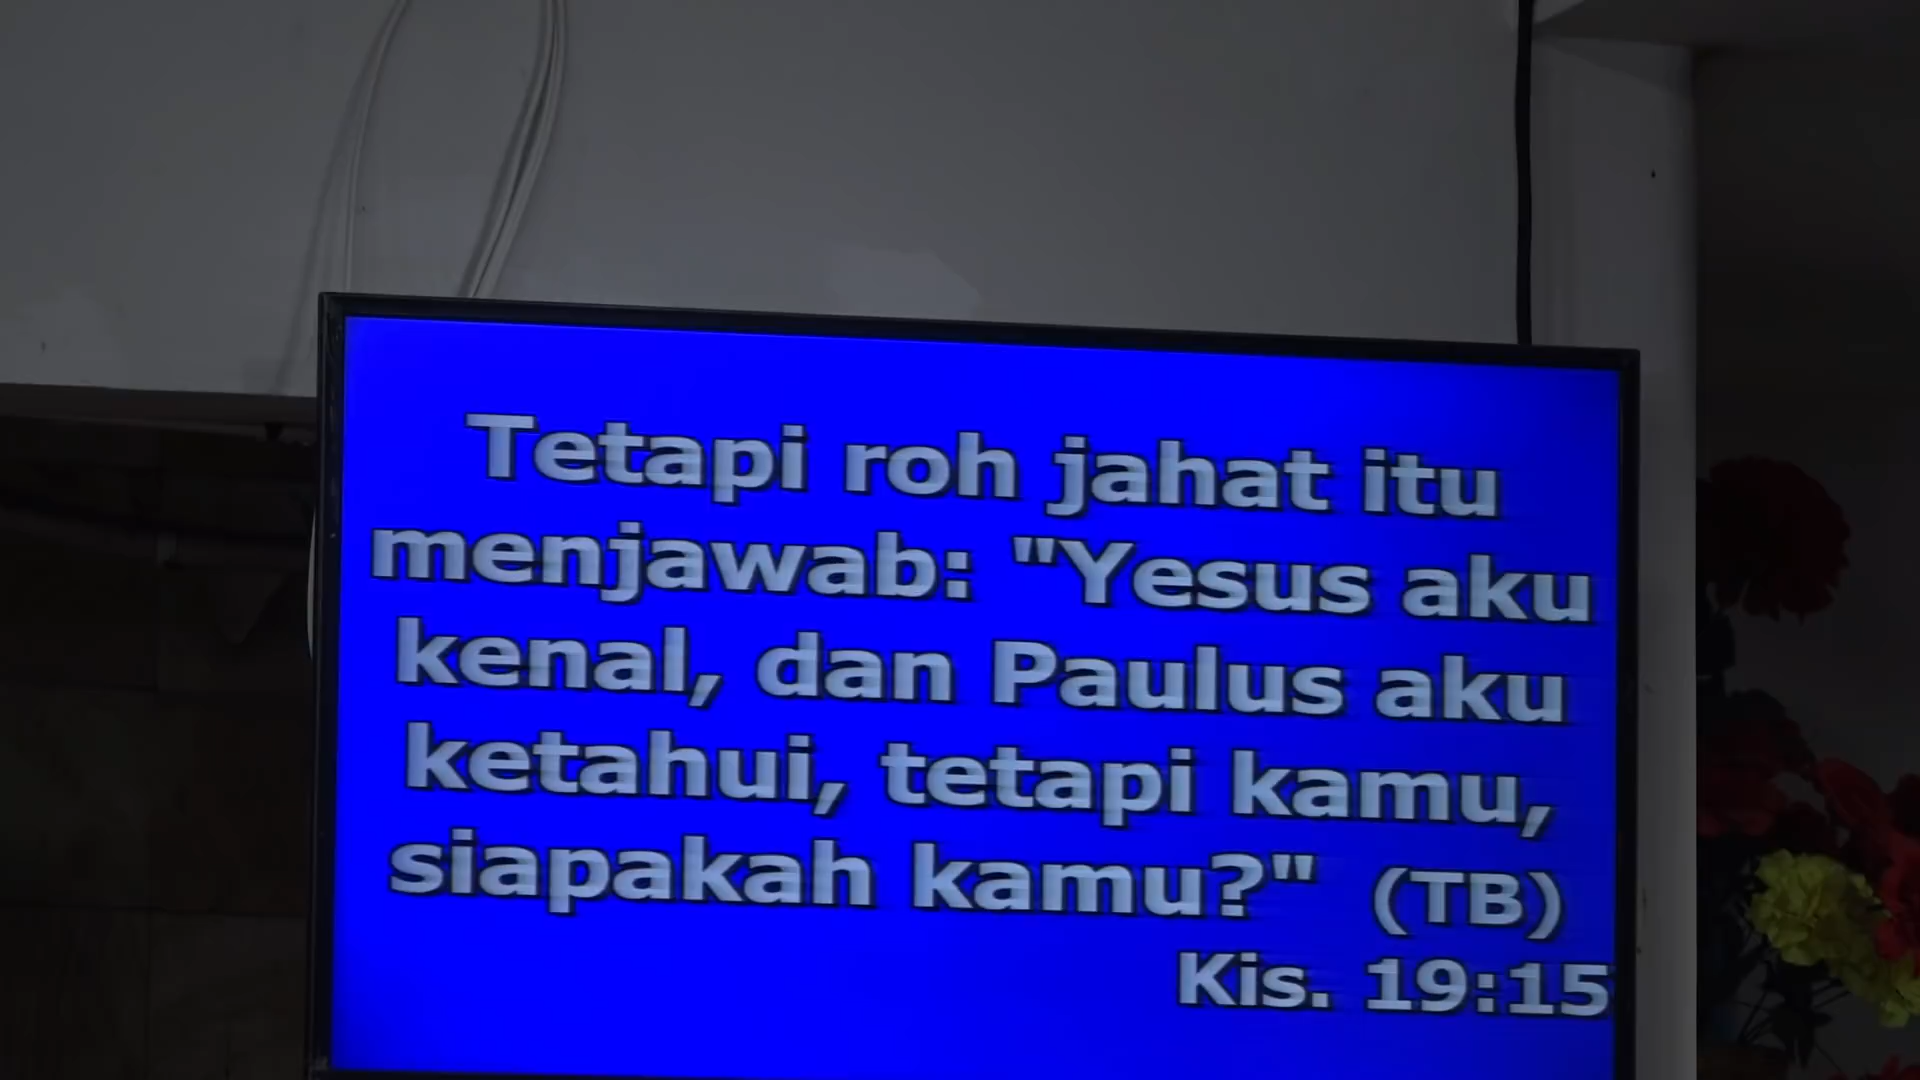 Tetapi roh jahat itu
menjawab: "Yesus aku
kenal, dan Paulus aku
ketahui, tetapi kamu,
siapakah kamu?" (TB)
Kis. 19:15